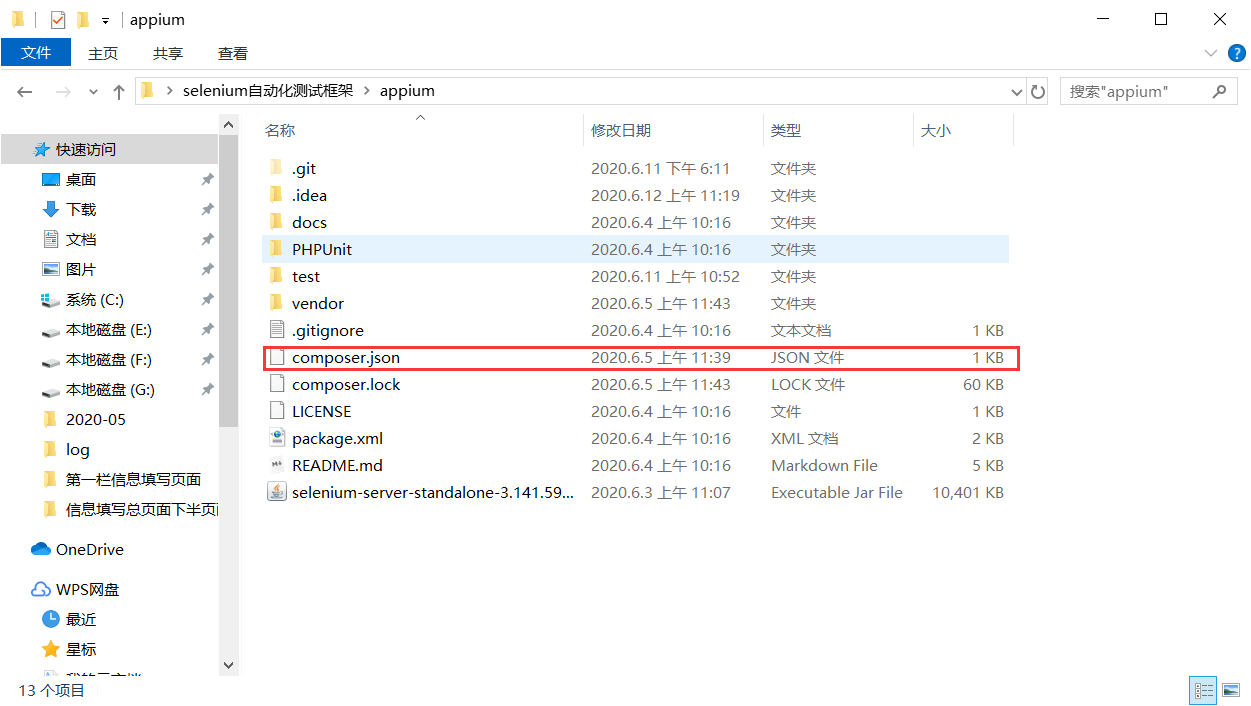 appium
文件 主页 共享 查看
selenium自动化测试框架 appium 搜索"appium"
名称 修改日期 类型 大小
快速访问
桌面
下载
文档
图片
系统 (C:)
本地磁盘 (E:)
本地磁盘 (F:)
本地磁盘 (G:)
2020-05
log
第一栏信息填写页面
信息填写总页面下半页
OneDrive
WPS网盘
最近
星标
.git 2020.6.11 下午 6:11 文件夹
.idea 2020.6.12 上午 11:19 文件夹
docs 2020.6.4 上午 10:16 文件夹
PHPUnit 2020.6.4 上午 10:16 文件夹
test 2020.6.11 上午 10:52 文件夹
vendor 2020.6.5 上午 11:43 文件夹
.gitignore 2020.6.4 上午 10:16 文本文档 1 KB
composer.json 2020.6.5 上午 11:39 JSON 文件 1 KB
composer.lock 2020.6.5 上午 11:43 LOCK 文件 60 KB
LICENSE 2020.6.4 上午 10:16 文件 1 KB
package.xml 2020.6.4 上午 10:16 XML 文档 2 KB
README.md 2020.6.4 上午 10:16 Markdown File 5 KB
selenium-server-standalone-3.141.59... 2020.6.3 上午 11:07 Executable Jar File 10,401 KB
13 个项目